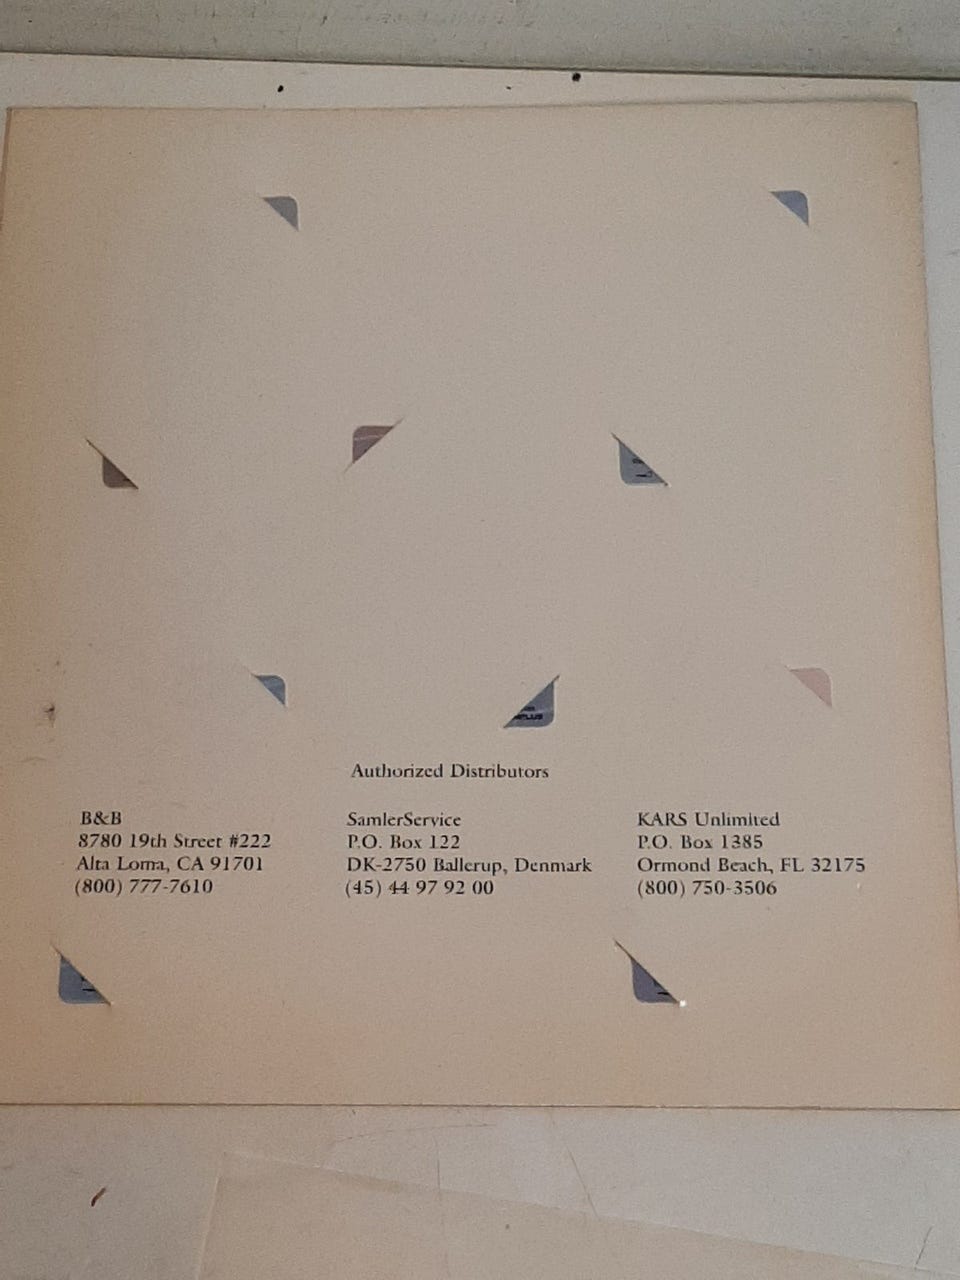 Authorized Distributors
B&B
8780 19th Street #222
Alta Loma, CA 91701
(800) 777-7610
SamlerService
P.O. Box 122
DK-2750 Ballerup, Denmark
(45) 44 97 92 00
KARS Unlimited
P.O. Box 1385
Ormond Beach, FL 32175
(800) 750-3506